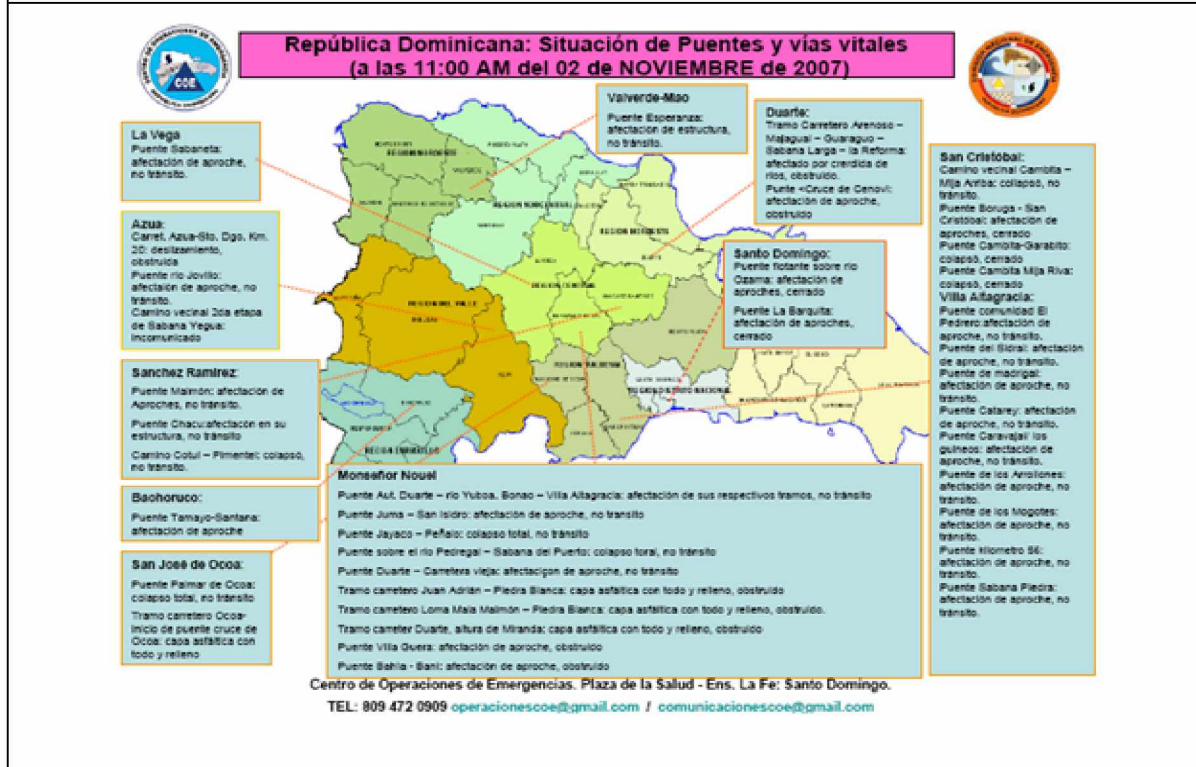 República Dominicana: Situación de Puentes y vías vitales
(a las 11:00 AM del 02 de NOVIEMBRE de 2007)
COE
La Vega
Puente Sabaneta:
afectación de aproche,
no tránsito.
Valverde-Mao
Puente Esperanza:
afectación de estructura,
no tránsito.
Duarte:
Tramo Carretero Arenoso –
Majagual – Guaraguo –
Sabana Larga – la Reforma:
afectado por crerdida de
ríos, obstruido.
Punte <Cruce de Cenoví:
afectación de aproche,
obstruido
San Cristóbal:
Camino vecinal Cambita –
Mija Arriba: colapsó, no
tránsito.
Puente Boruga - San
Cristóbal: afectación de
aproches, cerrado
Puente Cambita-Garabito:
colapsó, cerrado
Puente Cambita Mija Riva:
colapsó, cerrado
Villa Altagracia:
Puente comunidad El
Pedrero:afectación de
aproche, no tránsito.
Puente del Sidral: afectación
de aproche, no tránsito.
Puente de madrigal:
afectación de aproche, no
tránsito.
Puente Catarey: afectación
de aproche, no tránsito.
Puente Caravajal/ los
guineos: afectación de
aproche, no tránsito.
Puente de los
afectación de aproche, no
tránsito.
Puente de los Mogotes:
afectación de aproche, no
tránsito.
Puente kilometro 56:
afectación de aproche, no
tránsito.
Puente Sabana Piedra:
afectación de aproche, no
tránsito.
Azua:
Carret. Azua-Sto. Dgo. Km.
20: deslizamiento,
obstruida
Puente río Jovillo:
afectaión de aproche, no
tránsito.
Camino vecinal 2da etapa
de Sabana Yegua:
Incomunicado
Santo Domingo:
Puente flotante sobre río
Ozama: afectación de
aproches, cerrado
Puente La Barquita:
afectación de aproches,
cerrado
Sanchez Ramirez:
Puente Maimón: afectación de
Aproches, no tránsito.
Puente Chacu:afectacón en su
estructura, no tránsito
Camino Cotuí – Pimentel: colapsó,
no tránsito.
Baohoruco:
Puente Tamayo-Santana:
afectación de aproche
San José de Ocoa:
Puente Palmar de Ocoa:
colapso total, no tránsito
Tramo carretero Ocoa-
Inicio de puente cruce de
Ocoa: capa asfáltica con
todo y relleno
Monseñor Nouel
Puente Aut. Duarte – río Yuboa. Bonao – Villa Altagracia: afectación de sus respectivos tramos, no tránsito
Puente Juma – San Isidro: afectación de aproche, no transito
Puente Jayaco – Peñalo: colapso total, no tránsito
Puente sobre el río Pedregal – Sabana del Puerto: colapso toral, no tránsito
Puente Duarte – Carretera vieja: afectacíçon de aproche, no tránsito
Tramo carretero Juan Adrián – Piedra Blanca: capa asfáltica con todo y relleno, obstruido
Tramo carretero Loma Mala Maimón – Piedra Blanca: capa asfáltica con todo y relleno, obstruido.
Tramo carreter Duarte, altura de Miranda: capa asfáltica con todo y relleno, obstruido
Puente Villa Guera: afectación de aproche, obstruido
Puente Bahía - Bani: afectación de aproche, obstruido
Centro de Operaciones de Emergencias. Plaza de la Salud - Ens. La Fe: Santo Domingo.
TEL: 809 472 0909 operacionescoe@gmail.com / comunicacionescoe@gmail.com